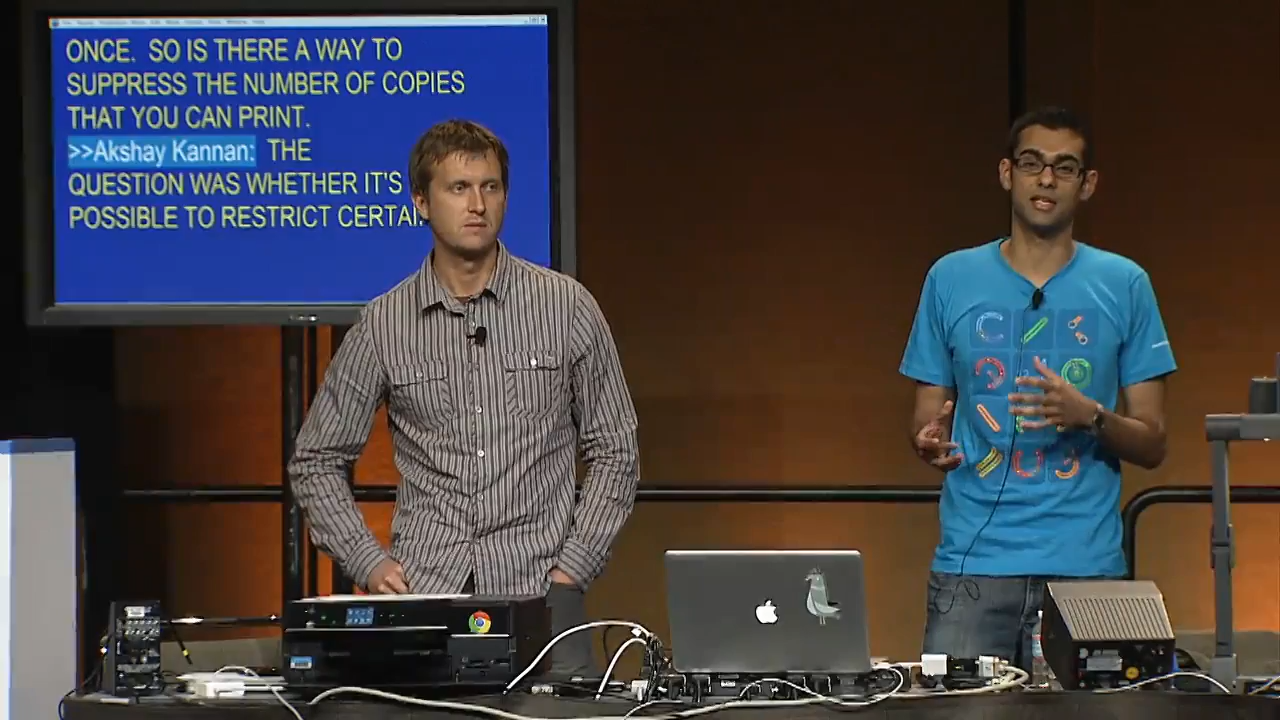 ONCE.  SO IS THERE A WAY TO
SUPPRESS THE NUMBER OF COPIES
THAT YOU CAN PRINT.
>>Akshay Kannan:  THE
QUESTION WAS WHETHER IT'S
POSSIBLE TO RESTRICT CERTAI